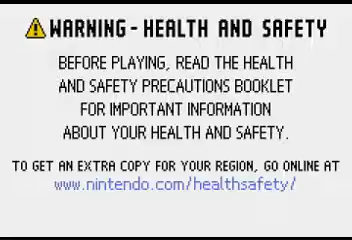 WARNING - HEALTH AND SAFETY
BEFORE PLAYING, READ THE HEALTH
AND SAFETY PRECAUTIONS BOOKLET
FOR IMPORTANT INFORMATION
ABOUT YOUR HEALTH AND SAFETY.
TO GET AN EXTRA COPY FOR YOUR REGION, GO ONLINE AT
www.nintendo.com/healthsafety/